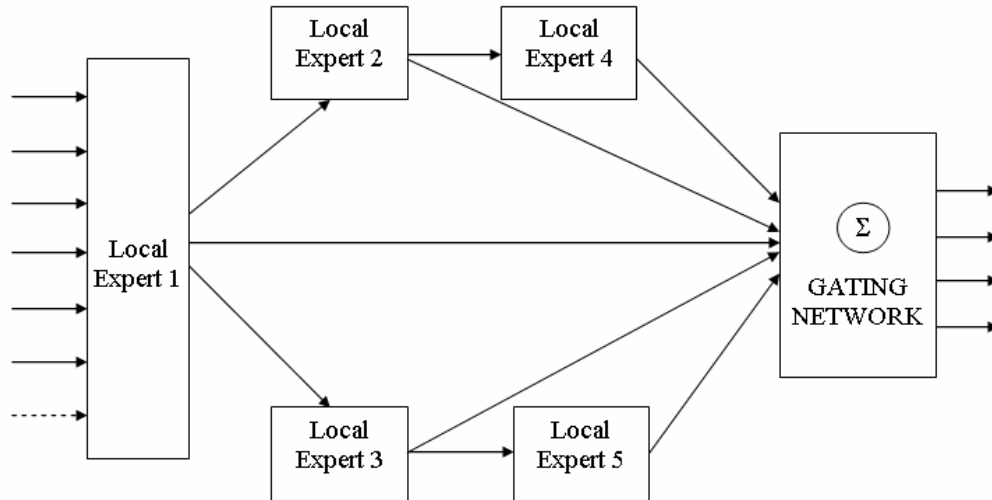 Local
Expert 1
Local
Expert 2
Local
Expert 4
Local
Expert 3
Local
Expert 5
Σ
GATING
NETWORK